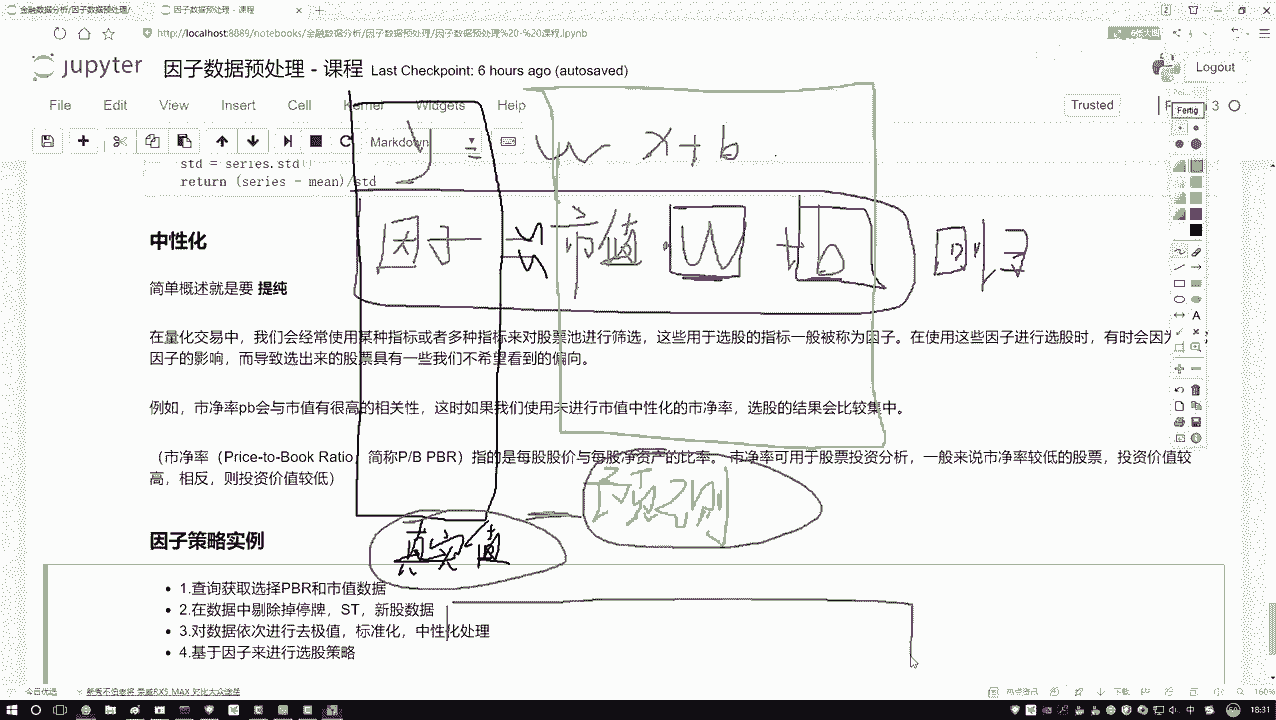 金融数据分析/因子数据预处理/
因子数据预处理 - 课程
http://localhost:8889/notebooks/金融数据分析/因子数据预处理/因子数据预处理%20-%20课程.ipynb
jupyter 因子数据预处理 - 课程 Last Checkpoint: 6 hours ago (autosaved)
Logout
File Edit View Insert Cell Kernel Widgets Help
Trusted
3
Fertig
Markdown
y = w x + b
std = series.std
return (series - mean)/std
因子 市值 · W + b 回归
中性化
简单概述就是要 提纯
在量化交易中，我们会经常使用某种指标或者多种指标来对股票池进行筛选，这些用于选股的指标一般被称为因子。在使用这些因子进行选股时，有时会因为
因子的影响，而导致选出来的股票具有一些我们不希望看到的偏向。
例如，市净率pb会与市值有很高的相关性，这时如果我们使用未进行市值中性化的市净率，选股的结果会比较集中。
（市净率（Price-to-Book Ratio，简称P/B PBR）指的是每股股价与每股净资产的比率。 市净率可用于股票投资分析，一般来说市净率较低的股票，投资价值较
高，相反，则投资价值较低）
预测
因子策略实例
真实值
1.查询获取选择PBR和市值数据
2.在数据中剔除掉停牌，ST，新股数据
3.对数据依次进行去极值，标准化，中性化处理
4.基于因子来进行选股策略
今日优选
热点资讯
下载
160%
中
18:31